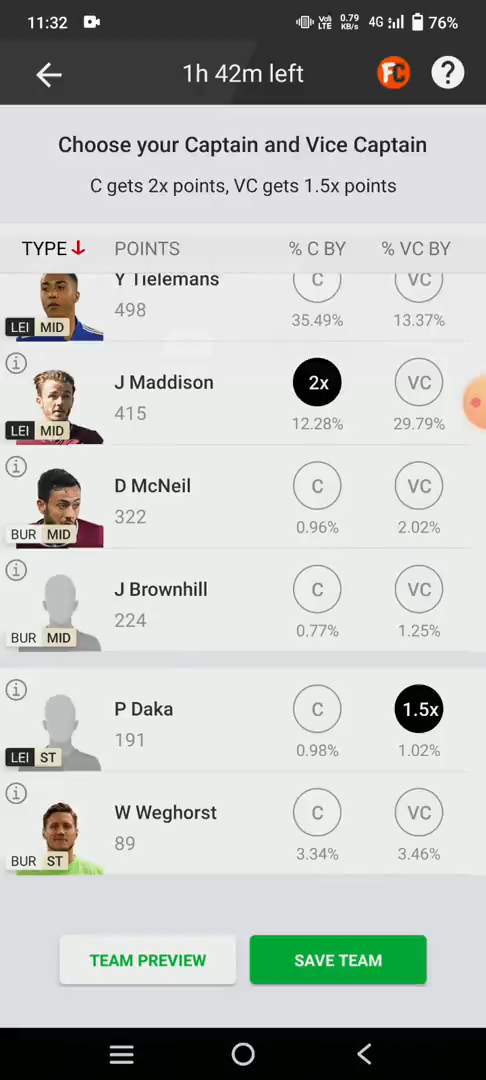 11:32
Vo)
LTE
0.79
KB/s
4G
76%
1h 42m left
FC
?
Choose your Captain and Vice Captain
C gets 2x points, VC gets 1.5x points
TYPE POINTS % C BY % VC BY
Y Tielemans
498
C
VC
35.49%
13.37%
LEI MID
i
J Maddison
415
2x
VC
12.28%
29.79%
LEI MID
i
D McNeil
322
C
VC
0.96%
2.02%
BUR MID
i
J Brownhill
224
C
VC
0.77%
1.25%
BUR MID
i
P Daka
191
C
1.5x
0.98%
1.02%
LEI ST
i
W Weghorst
89
C
VC
3.34%
3.46%
BUR ST
TEAM PREVIEW
SAVE TEAM